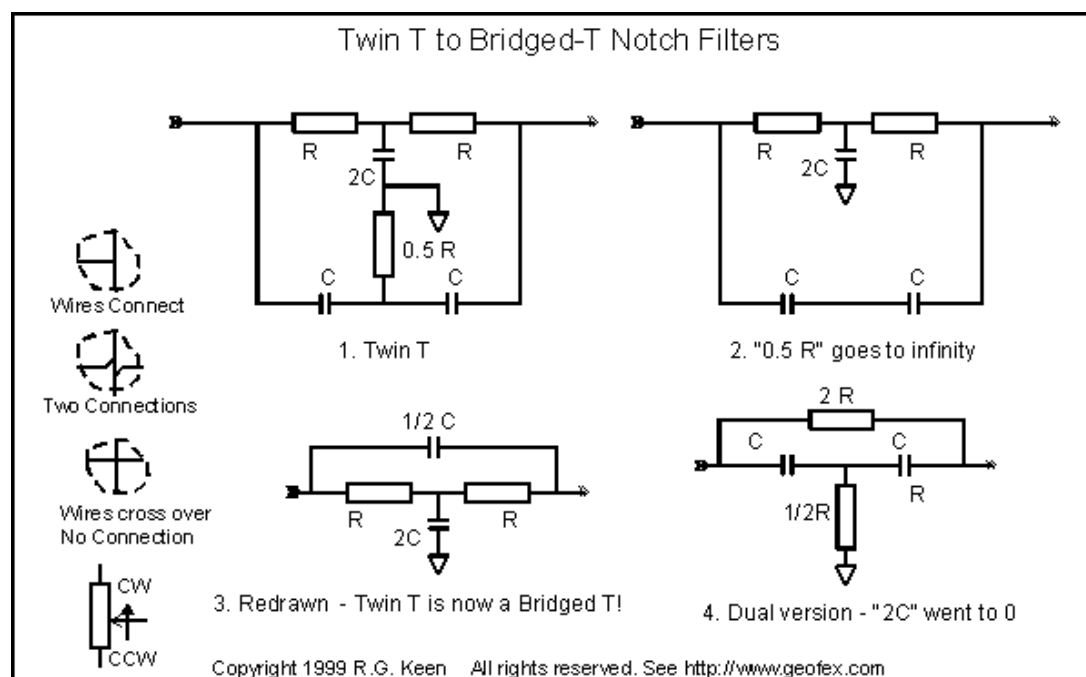 Twin T to Bridged-T Notch Filters
R
R
2C
0.5 R
C
C
1. Twin T
R
R
2C
C
C
2. "0.5 R" goes to infinity
Wires Connect
Two Connections
Wires cross over
No Connection
CW
CCW
1/2 C
R
R
2C
3. Redrawn - Twin T is now a Bridged T!
2 R
C
C
R
1/2R
4. Dual version - "2C" went to 0
Copyright 1999 R.G. Keen All rights reserved. See http://www.geofex.com